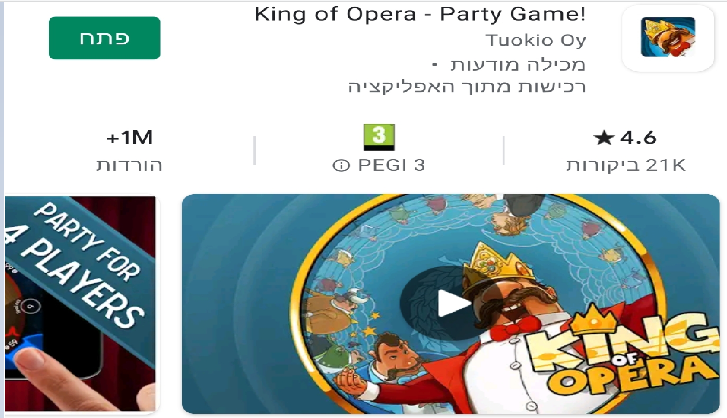 King of Opera - Party Game!
Tuokio Oy
מכילה מודעות •
רכישות מתוך האפליקציה
פתח
4.6 ★
21K ביקורות
3
PEGI 3
1M+
הורדות
PARTY FOR
4 PLAYERS
KING
OF
OPERA